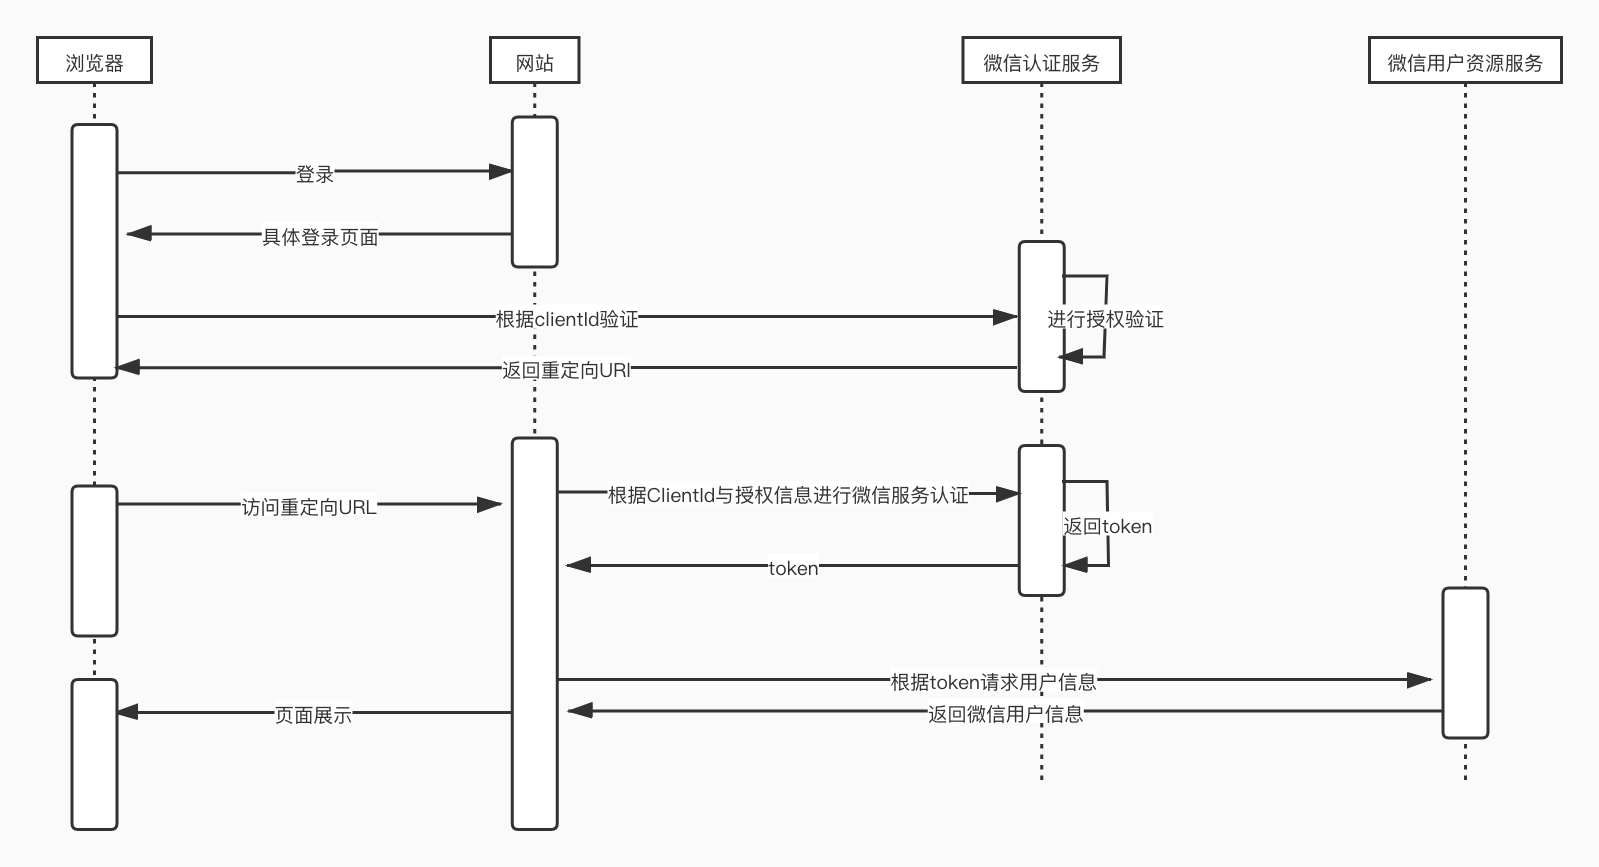 浏览器
网站
微信认证服务
微信用户资源服务
登录
具体登录页面
根据clientId验证
进行授权验证
返回重定向URI
根据ClientId与授权信息进行微信服务认证
访问重定向URL
返回token
token
根据token请求用户信息
返回微信用户信息
页面展示